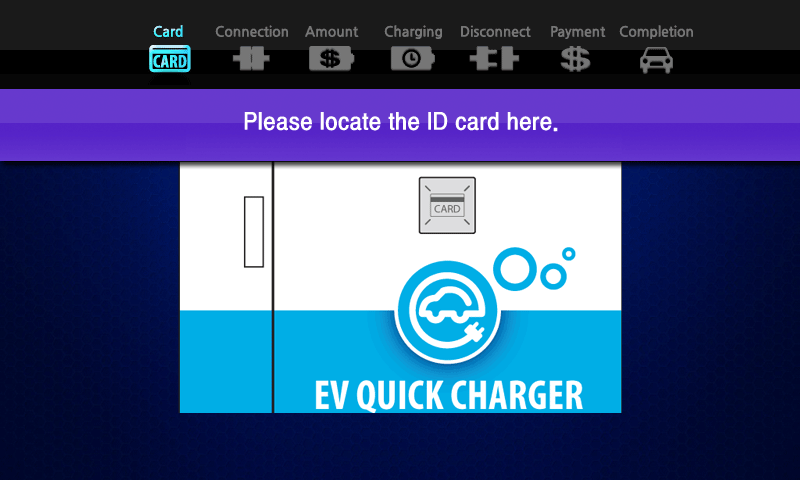 Card Connection Amount Charging Disconnect Payment Completion
CARD
Please locate the ID card here.
CARD
EV QUICK CHARGER